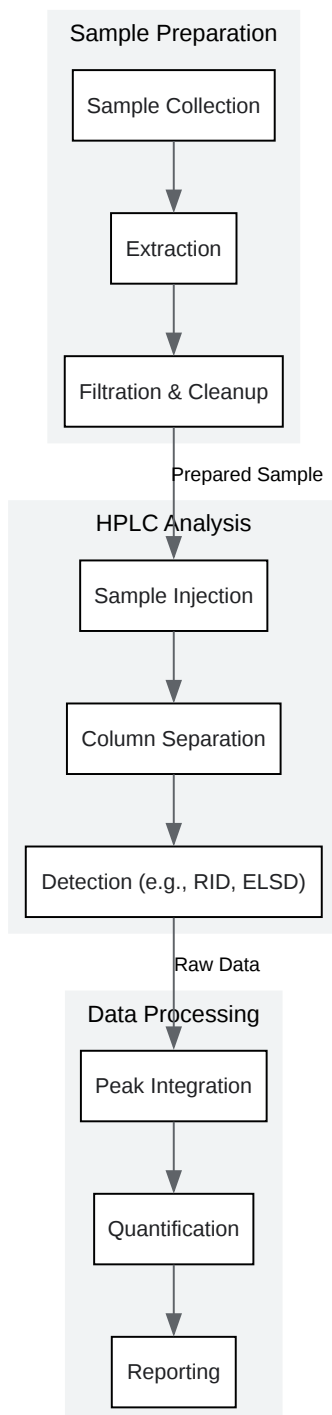 Sample Preparation
Sample Collection
Extraction
Filtration & Cleanup
Prepared Sample
HPLC Analysis
Sample Injection
Column Separation
Detection (e.g., RID, ELSD)
Raw Data
Data Processing
Peak Integration
Quantification
Reporting